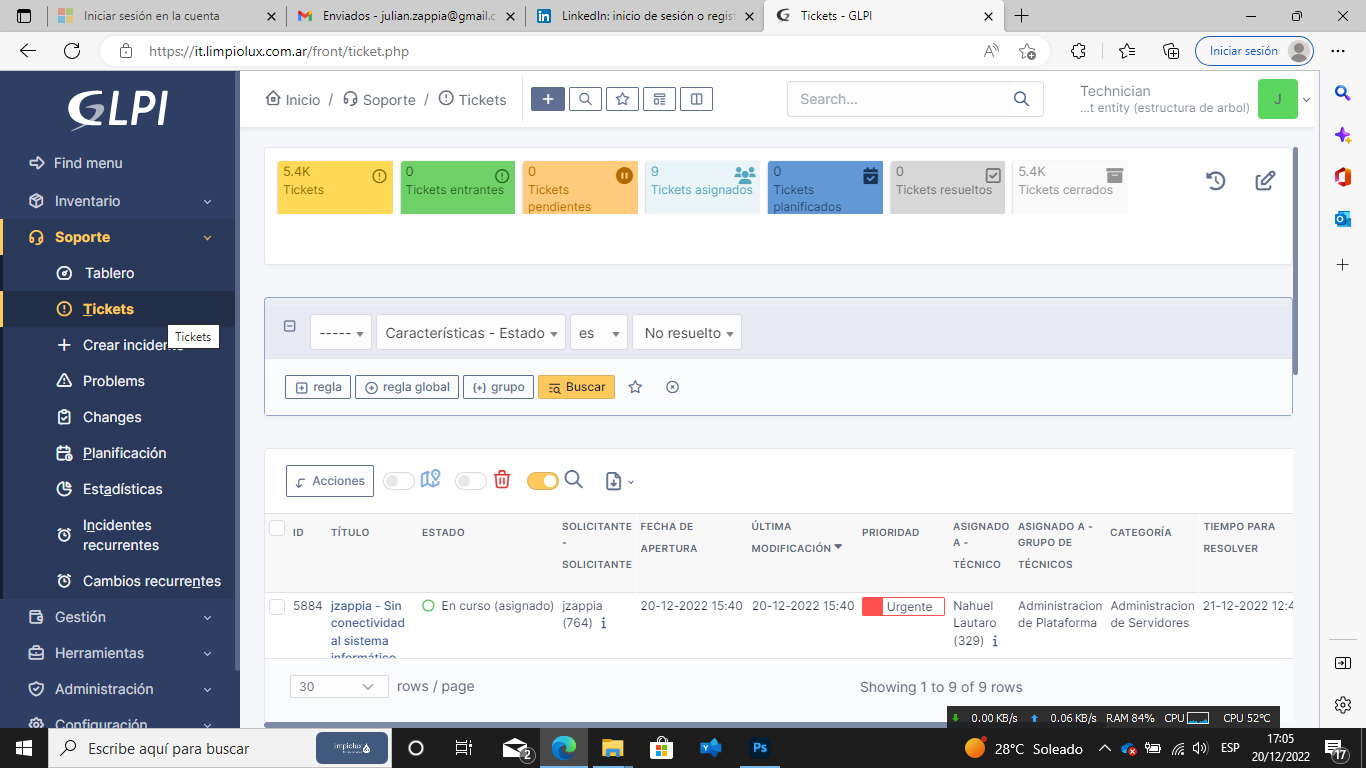 Iniciar sesión en la cuenta
Enviados - julian.zappia@gmail.c
LinkedIn: inicio de sesión o regist
Tickets - GLPI
https://it.limpiolux.com.ar/front/ticket.php
Iniciar sesión
GLPI
Find menu
Inventario
Soporte
Tablero
Tickets
Tickets
Crear incidente
Problems
Changes
Planificación
Estadísticas
Incidentes
recurrentes
Cambios recurrentes
Gestión
Herramientas
Administración
Configuración
Inicio / Soporte / Tickets
Search...
Technician
...t entity (estructura de arbol)
J
5.4K
Tickets
0
Tickets entrantes
0
Tickets
pendientes
9
Tickets asignados
0
Tickets
planificados
0
Tickets resueltos
5.4K
Tickets cerrados
----- Características - Estado es No resuelto
regla regla global grupo Buscar
Acciones
ID
TÍTULO
ESTADO
SOLICITANTE
-
SOLICITANTE
FECHA DE
APERTURA
ÚLTIMA
MODIFICACIÓN
PRIORIDAD
ASIGNADO
A -
TÉCNICO
ASIGNADO A -
GRUPO DE
TÉCNICOS
CATEGORÍA
TIEMPO PARA
RESOLVER
5884
jzappia - Sin
conectividad
al sistema
informático
En curso (asignado)
jzappia
(764) i
20-12-2022 15:40
20-12-2022 15:40
Urgente
Nahuel
Lautaro
(329) i
Administracion
de Plataforma
Administracion
de Servidores
21-12-2022 12:4
30 rows / page
Showing 1 to 9 of 9 rows
0.00 KB/s 0.06 KB/s RAM 84% CPU CPU 52°C
Escribe aquí para buscar
limpiolux
2
Ps
28°C Soleado
ESP
17:05
20/12/2022
17